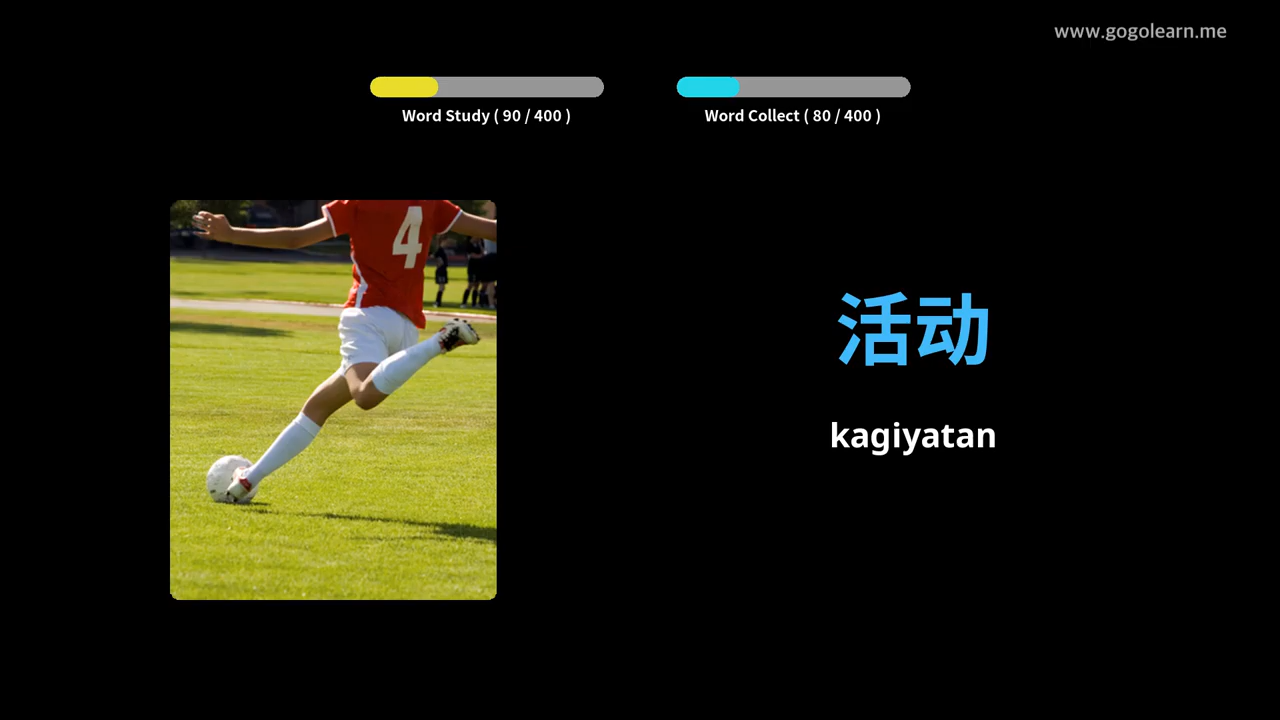 www.gogolearn.me
Word Study ( 90 / 400 )
Word Collect ( 80 / 400 )
4
活动
kagiyatan